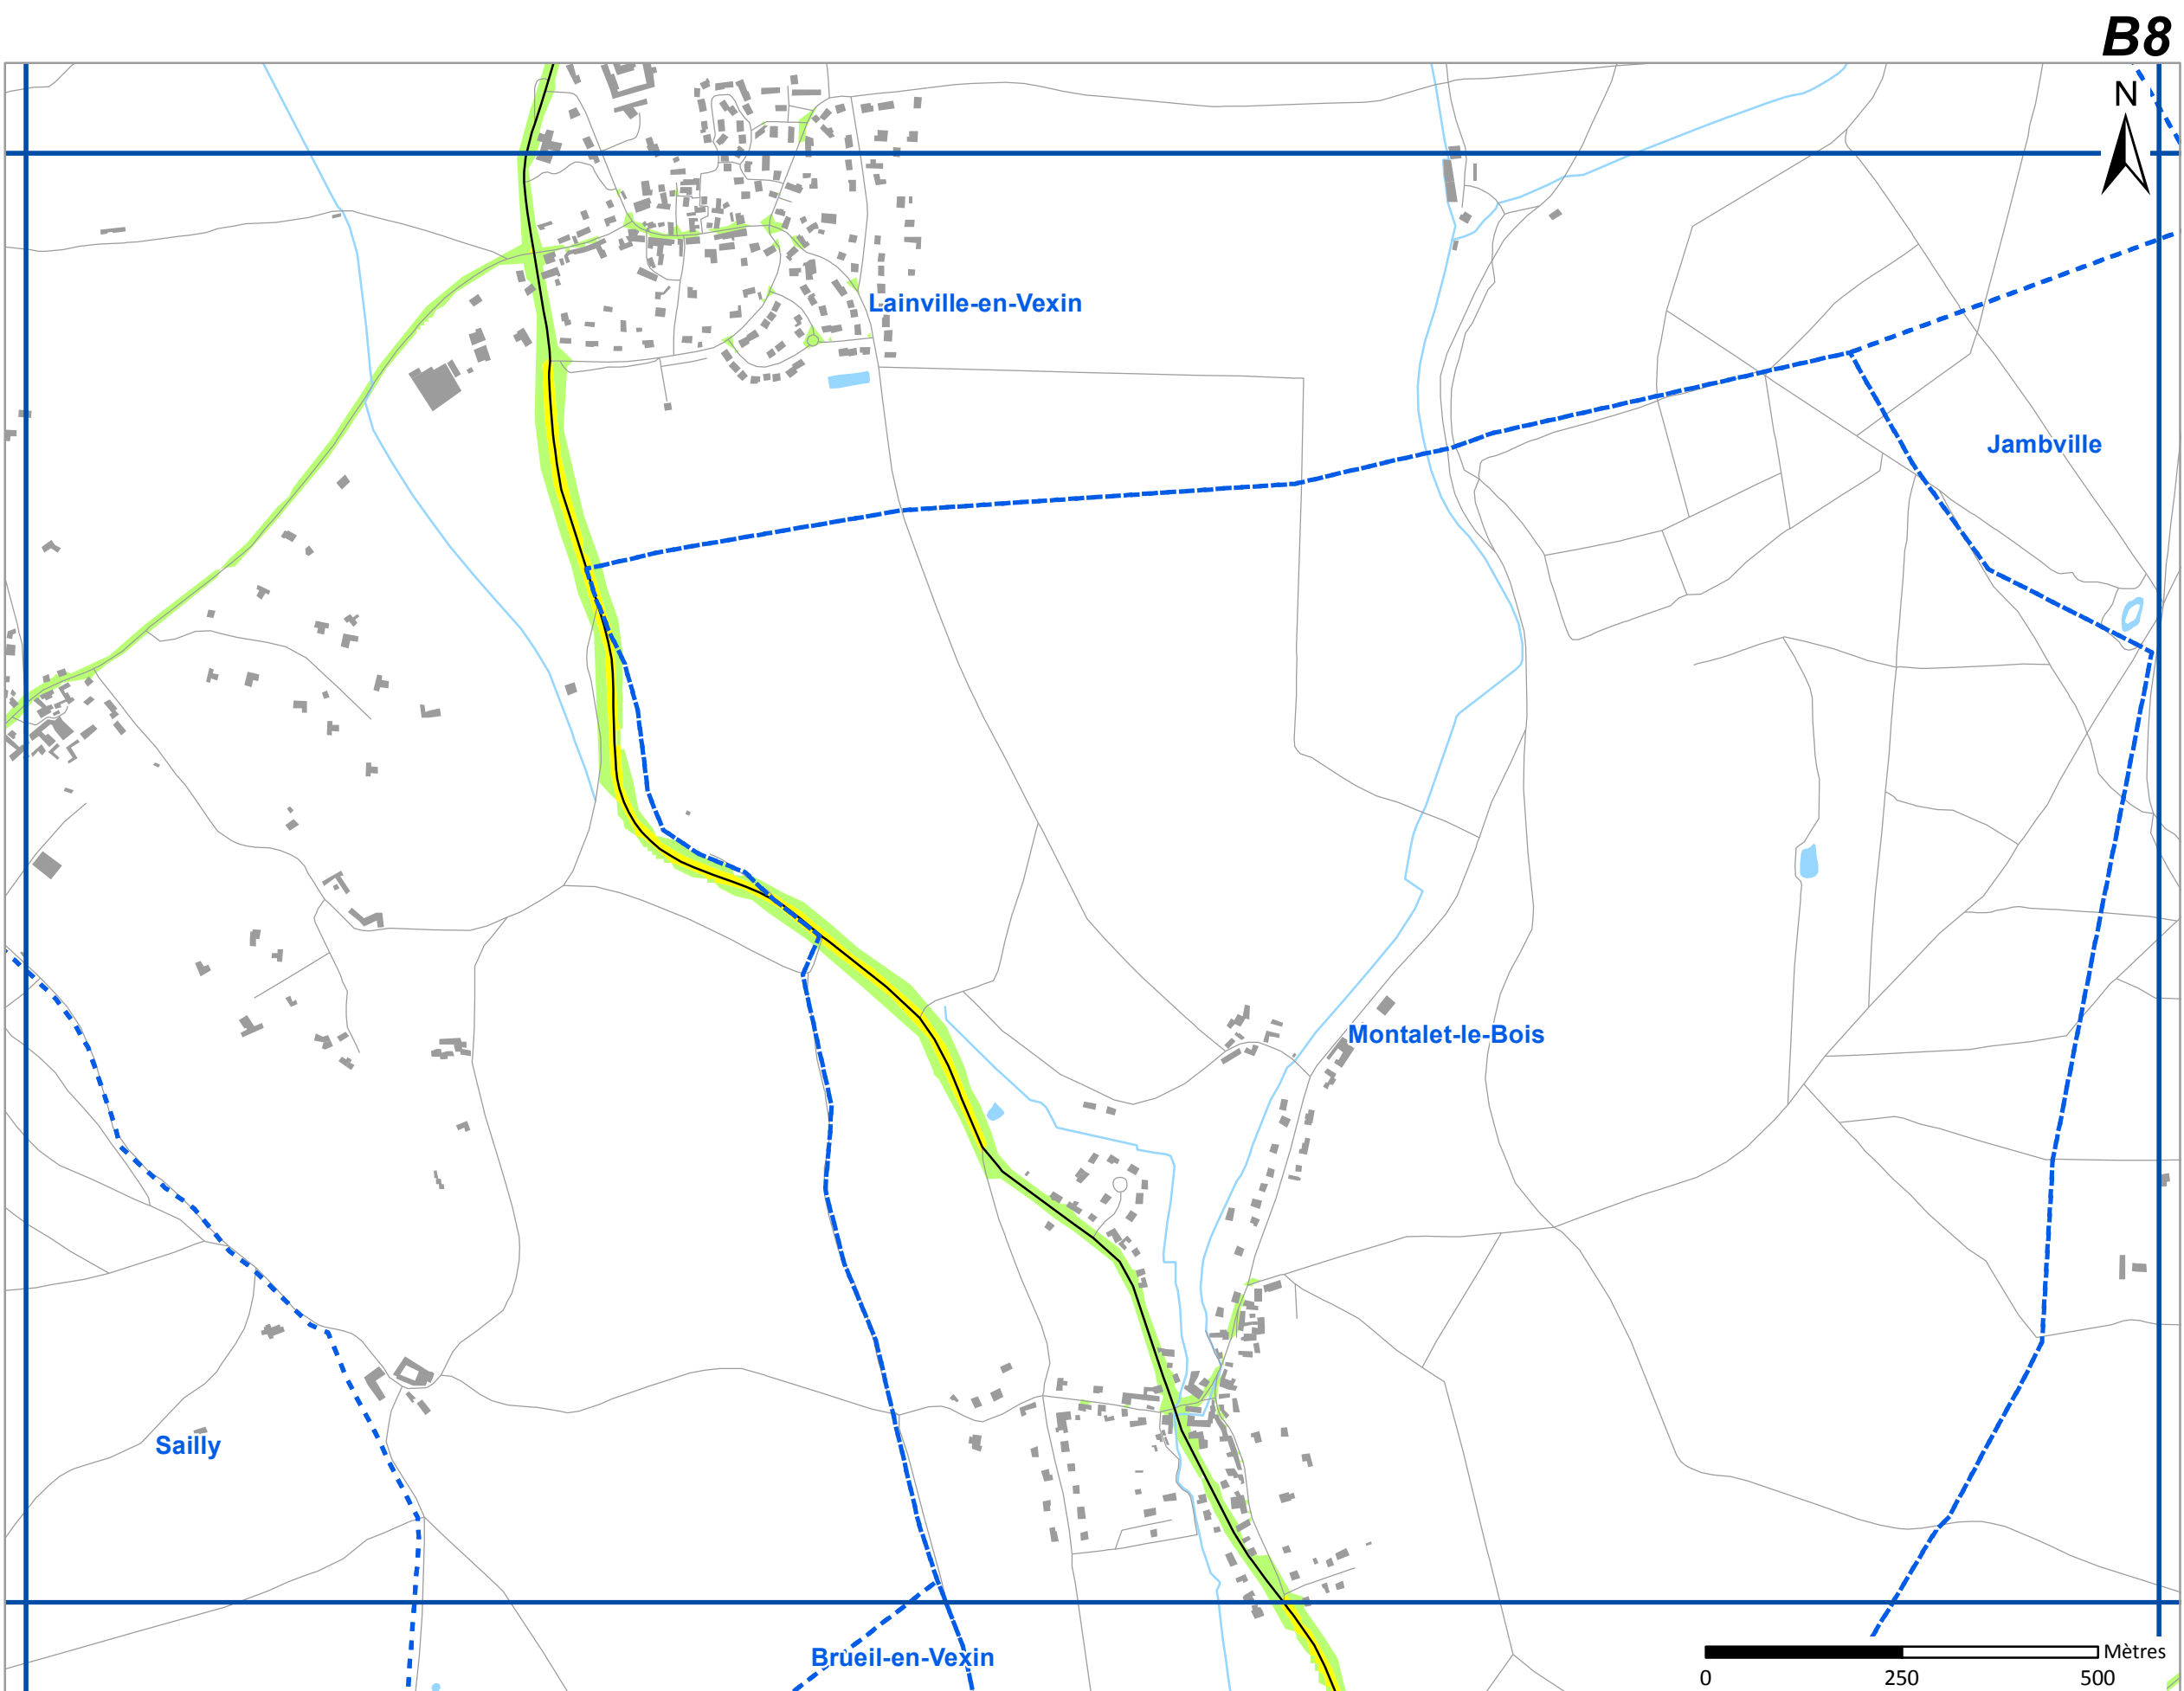 B8
N
Lainville-en-Vexin
Jambville
Montalet-le-Bois
Sailly
Brueil-en-Vexin
Mètres
0 250 500